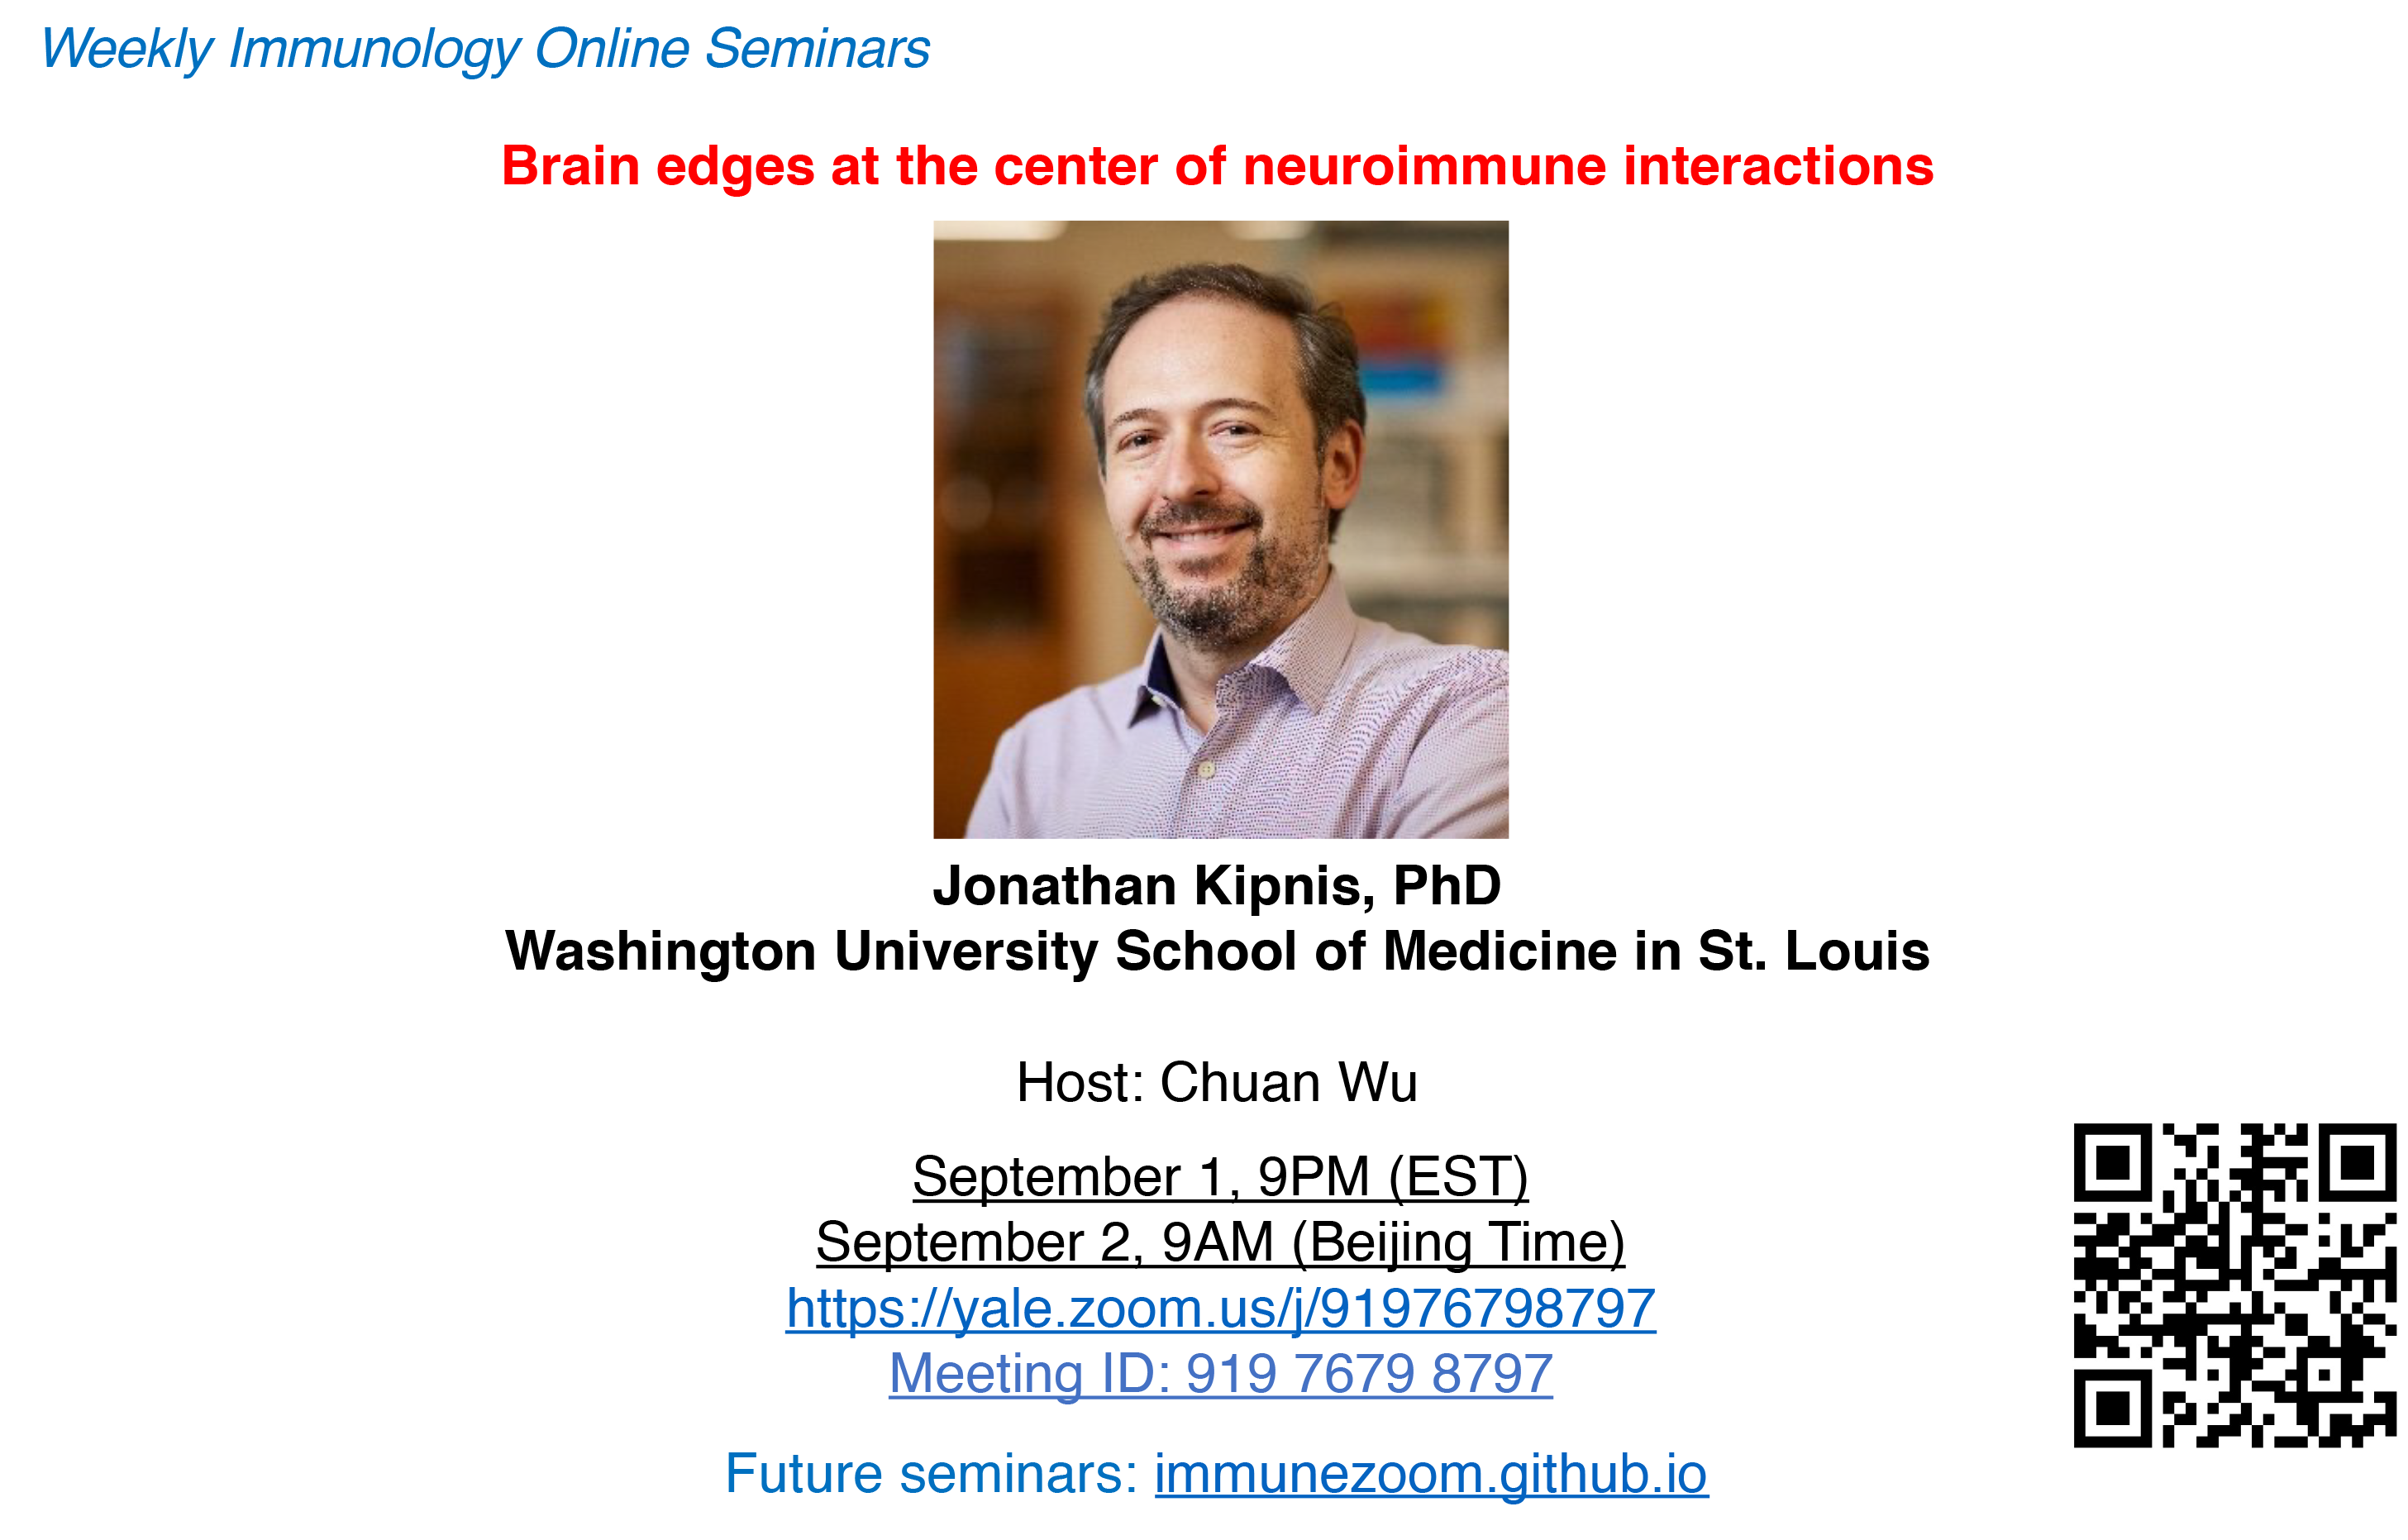 Weekly Immunology Online Seminars
Brain edges at the center of neuroimmune interactions
Jonathan Kipnis, PhD
Washington University School of Medicine in St. Louis
Host: Chuan Wu
September 1, 9PM (EST)
September 2, 9AM (Beijing Time)
https://yale.zoom.us/j/91976798797
Meeting ID: 919 7679 8797
Future seminars: immunezoom.github.io